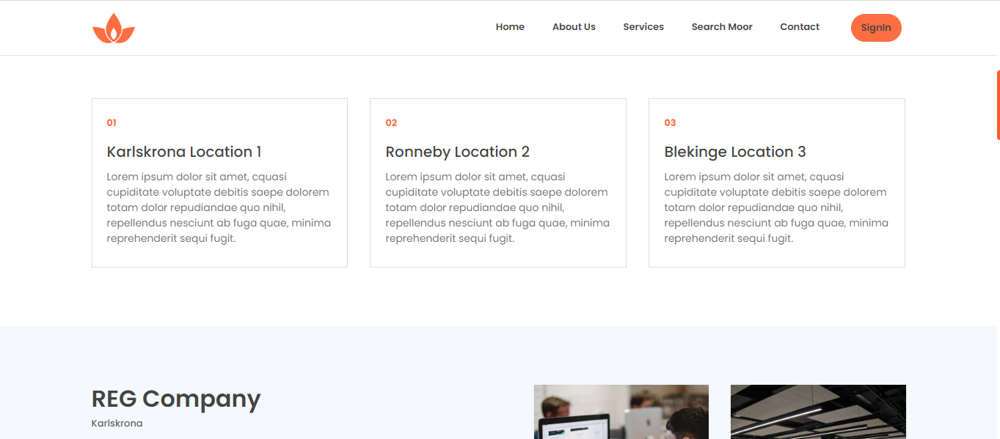 Home About Us Services Search Moor Contact SignIn
01
Karlskrona Location 1
Lorem ipsum dolor sit amet, cquasi
cupiditate voluptate debitis saepe dolorem
totam dolor repudiandae quo nihil,
repellendus nesciunt ab fuga quae, minima
reprehenderit sequi fugit.
02
Ronneby Location 2
Lorem ipsum dolor sit amet, cquasi
cupiditate voluptate debitis saepe dolorem
totam dolor repudiandae quo nihil,
repellendus nesciunt ab fuga quae, minima
reprehenderit sequi fugit.
03
Blekinge Location 3
Lorem ipsum dolor sit amet, cquasi
cupiditate voluptate debitis saepe dolorem
totam dolor repudiandae quo nihil,
repellendus nesciunt ab fuga quae, minima
reprehenderit sequi fugit.
REG Company
Karlskrona